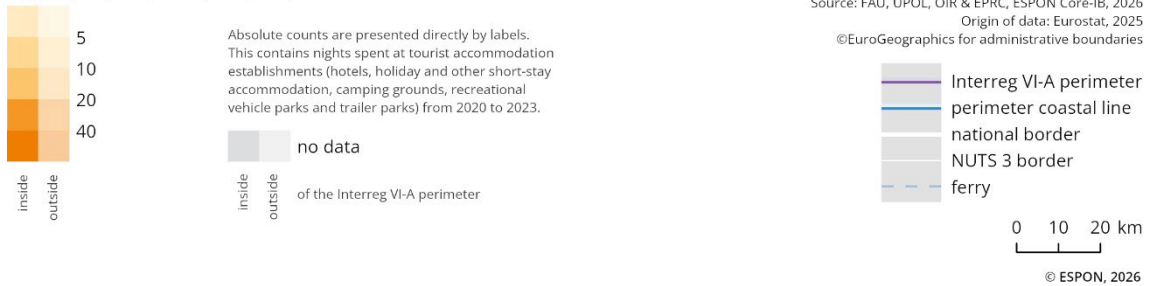 Source: FAU, UPOL, OIR & EPRC, ESPON Core-IB, 2026
Origin of data: Eurostat, 2025
©EuroGeographics for administrative boundaries
5
10
20
40
inside
outside
Absolute counts are presented directly by labels.
This contains nights spent at tourist accommodation
establishments (hotels, holiday and other short-stay
accommodation, camping grounds, recreational
vehicle parks and trailer parks) from 2020 to 2023.
no data
inside
outside
of the Interreg VI-A perimeter
Interreg VI-A perimeter
perimeter coastal line
national border
NUTS 3 border
ferry
0 10 20 km
© ESPON, 2026